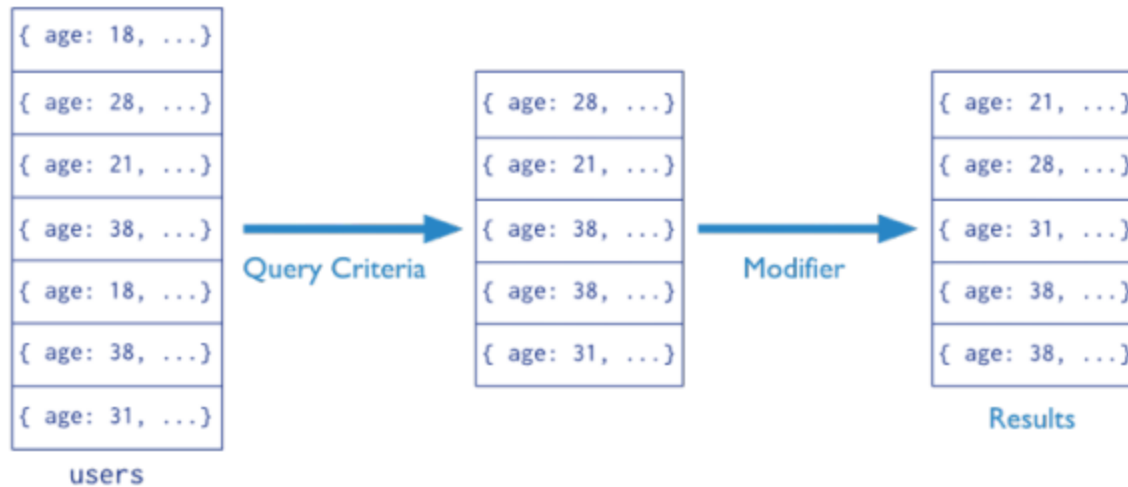 { age: 18, ...}
{ age: 28, ...}
{ age: 21, ...}
{ age: 38, ...}
{ age: 18, ...}
{ age: 38, ...}
{ age: 31, ...}
users
Query Criteria
{ age: 28, ...}
{ age: 21, ...}
{ age: 38, ...}
{ age: 38, ...}
{ age: 31, ...}
Modifier
{ age: 21, ...}
{ age: 28, ...}
{ age: 31, ...}
{ age: 38, ...}
{ age: 38, ...}
Results